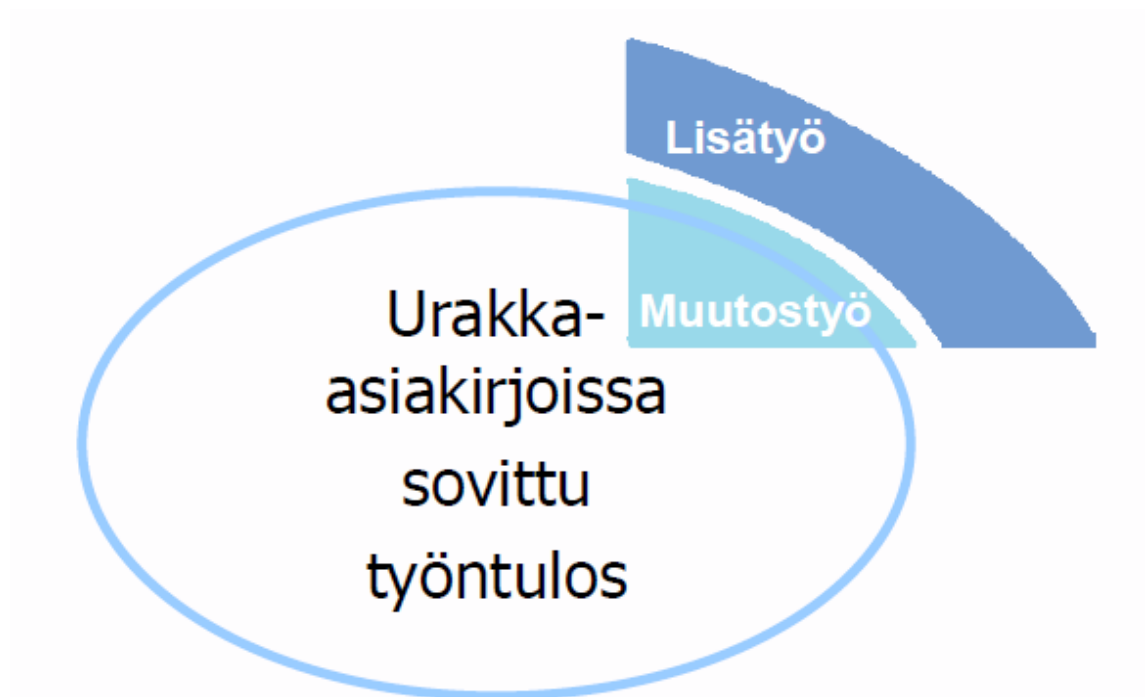 Lisätyö
Muutostyö
Urakka-
asiakirjoissa
sovittu
työntulos